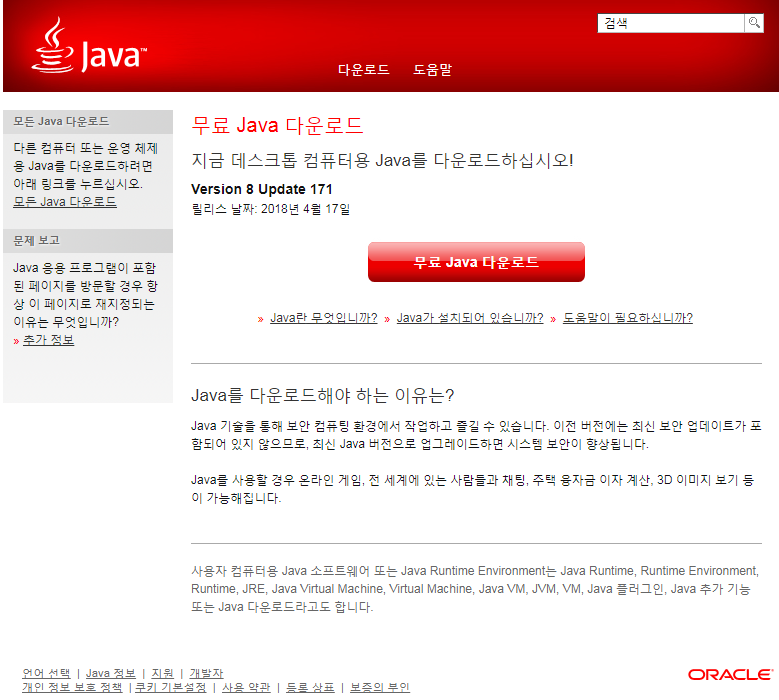 Java™
검색
다운로드 도움말
모든 Java 다운로드
다른 컴퓨터 또는 운영 체제
용 Java를 다운로드하려면
아래 링크를 누르십시오.
모든 Java 다운로드
문제 보고
Java 응용 프로그램이 포함
된 페이지를 방문할 경우 항
상 이 페이지로 재지정되는
이유는 무엇입니까?
» 추가 정보
무료 Java 다운로드
지금 데스크톱 컴퓨터용 Java를 다운로드하십시오!
Version 8 Update 171
릴리스 날짜: 2018년 4월 17일
무료 Java 다운로드
» Java란 무엇입니까? » Java가 설치되어 있습니까? » 도움말이 필요하십니까?
Java를 다운로드해야 하는 이유는?
Java 기술을 통해 보안 컴퓨팅 환경에서 작업하고 즐길 수 있습니다. 이전 버전에는 최신 보안 업데이트가 포
함되어 있지 않으므로, 최신 Java 버전으로 업그레이드하면 시스템 보안이 향상됩니다.
Java를 사용할 경우 온라인 게임, 전 세계에 있는 사람들과 채팅, 주택 융자금 이자 계산, 3D 이미지 보기 등
이 가능해집니다.
사용자 컴퓨터용 Java 소프트웨어 또는 Java Runtime Environment는 Java Runtime, Runtime Environment,
Runtime, JRE, Java Virtual Machine, Virtual Machine, Java VM, JVM, VM, Java 플러그인, Java 추가 기능
또는 Java 다운로드라고도 합니다.
언어 선택 | Java 정보 | 지원 | 개발자
개인 정보 보호 정책 | 쿠키 기본설정 | 사용 약관 | 등록 상표 | 보증의 부인
ORACLE®